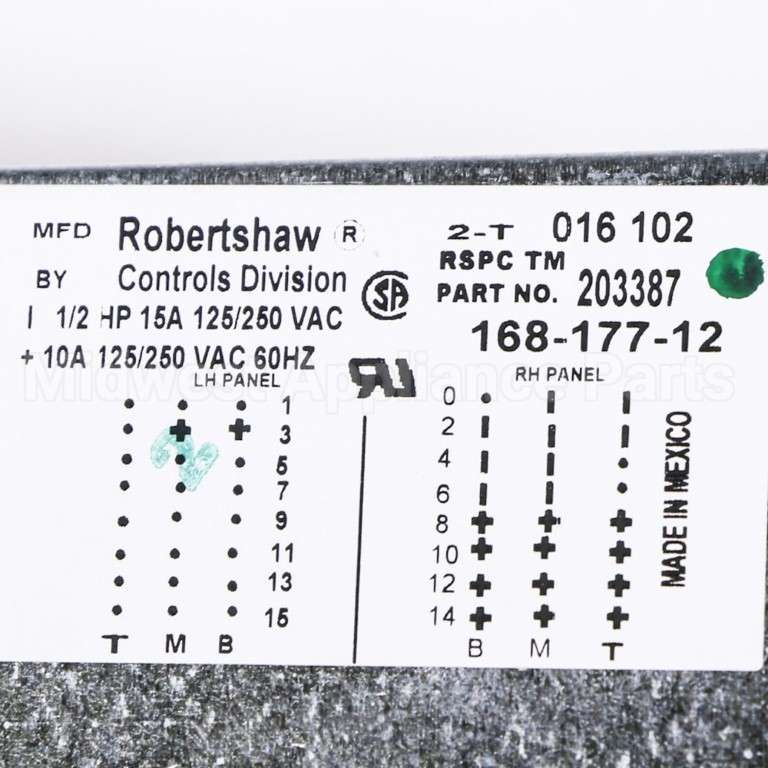 MFD Robertshaw ®
BY Controls Division
I 1/2 HP 15A 125/250 VAC
+ 10A 125/250 VAC 60HZ
SA
2-T 016 102
RSPC TM
PART NO. 203387
168-177-12
Midwest Appliance Parts
LH PANEL
1
3
5
7
9
11
13
15
T M B
RH PANEL
0
2
4
6
8
10
12
14
B M T
MADE IN MEXICO